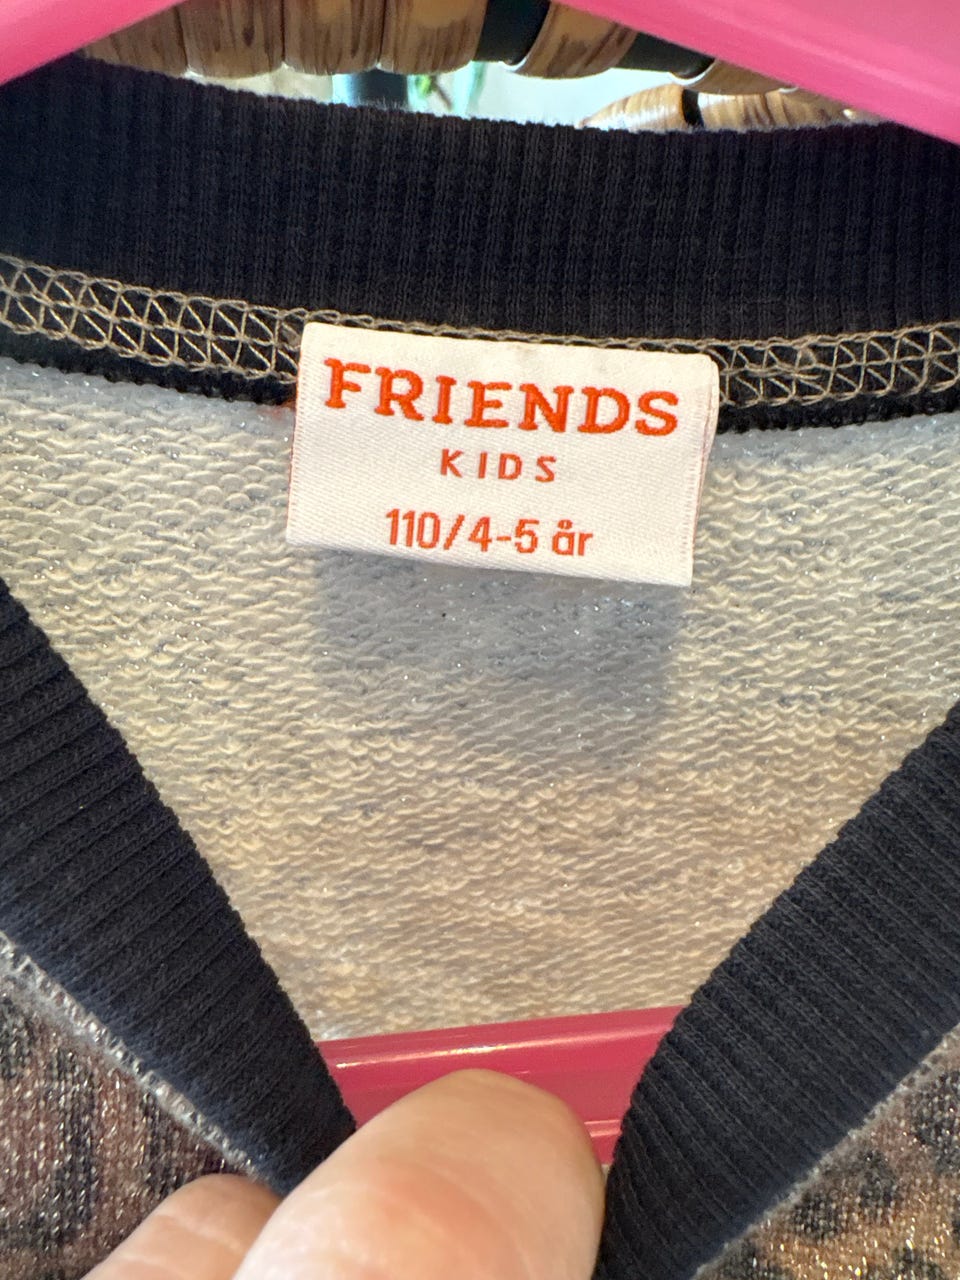 FRIENDS
KIDS
110/4-5 år